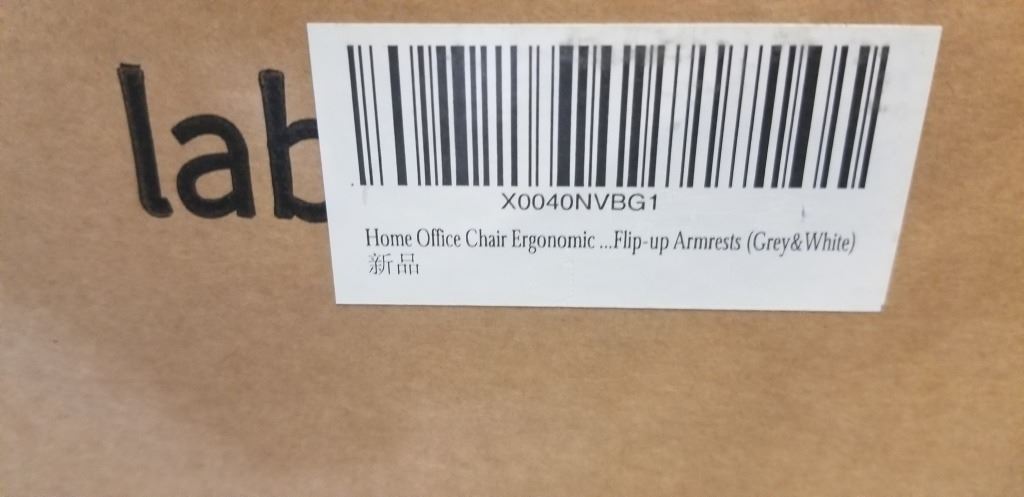 lab
X0040NVBG1
Home Office Chair Ergonomic ...Flip-up Armrests (Grey&White)
新品